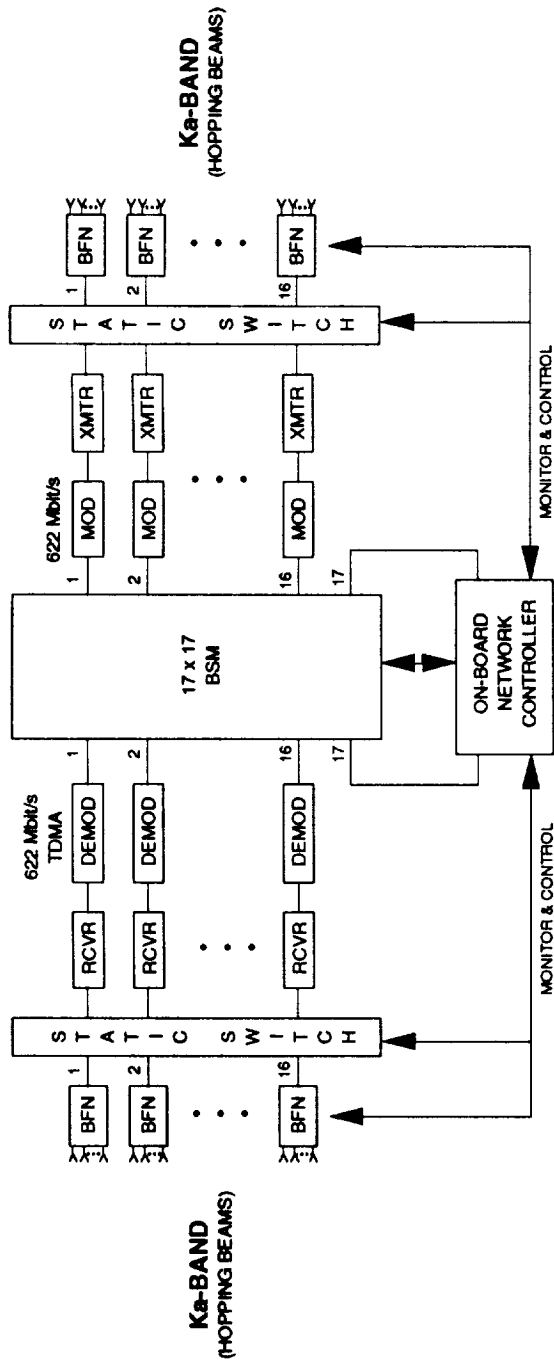 Ka-BAND
(HOPPING BEAMS)
BFN
1
BFN
2
BFN
16
STATIC SWITCH
RCVR
RCVR
RCVR
622 Mbit/s
TDMA
DEMOD
DEMOD
DEMOD
1
2
16
17
17 x 17
BSM
1
2
16
17
622 Mbit/s
MOD
MOD
MOD
XMTR
XMTR
XMTR
STATIC SWITCH
1
BFN
2
BFN
16
BFN
Ka-BAND
(HOPPING BEAMS)
MONITOR & CONTROL
ON-BOARD
NETWORK
CONTROLLER
MONITOR & CONTROL